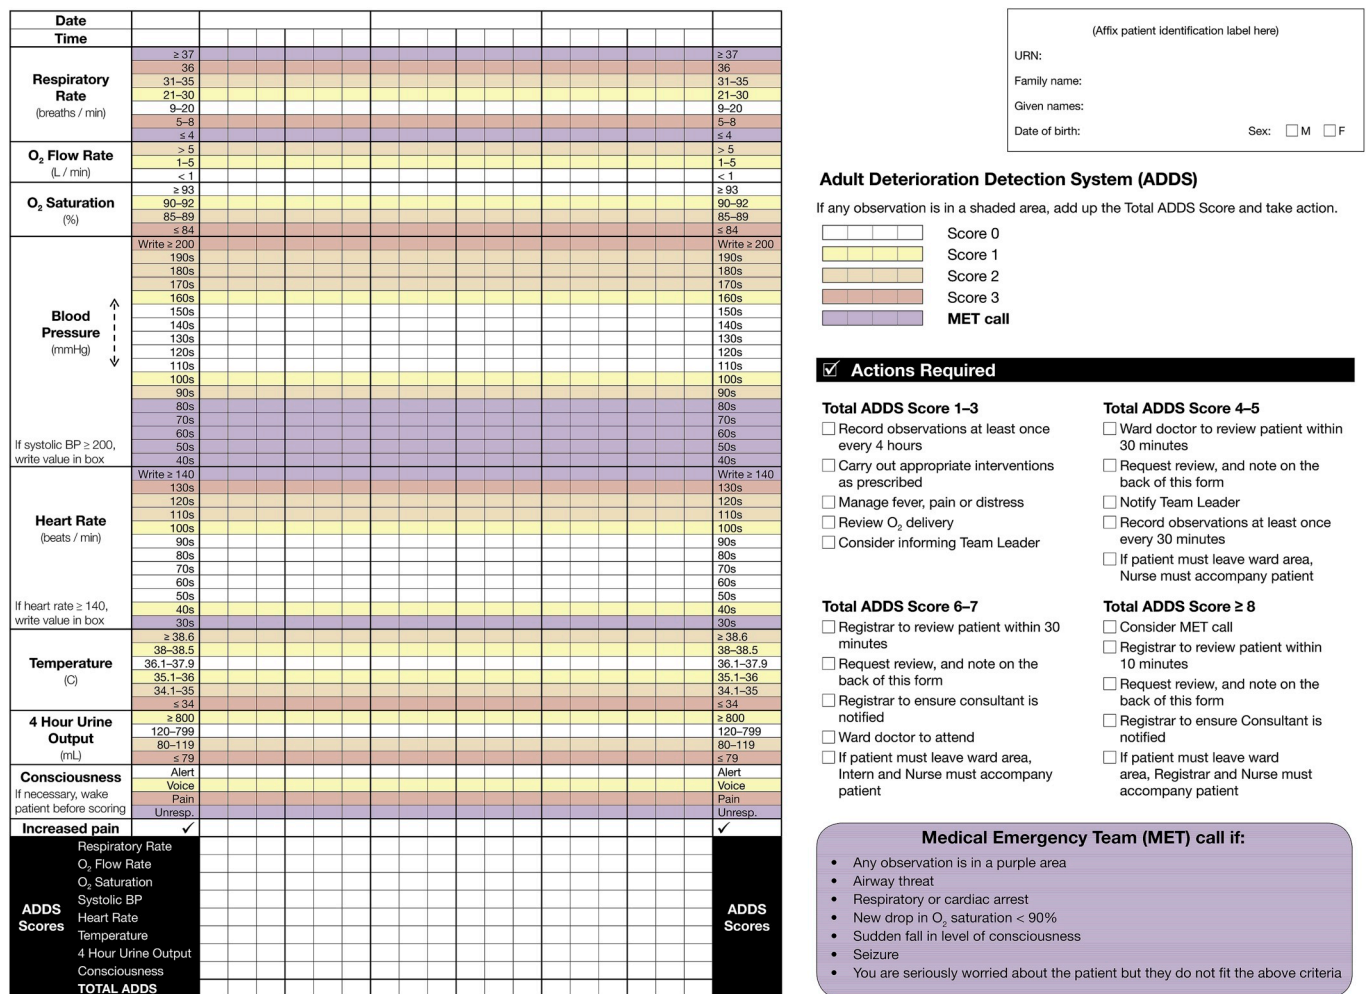 Date
Time
Respiratory Rate
(breaths / min)
≥ 37 ≥ 37
36 36
31–35 31–35
21–30 21–30
9–20 9–20
5–8 5–8
≤ 4 ≤ 4
O₂ Flow Rate
(L / min)
> 5 > 5
1–5 1–5
< 1 < 1
O₂ Saturation
(%)
≥ 93 ≥ 93
90–92 90–92
85–89 85–89
≤ 84 ≤ 84
Blood
Pressure
(mmHg)
If systolic BP ≥ 200,
write value in box
Write ≥ 200 Write ≥ 200
190s 190s
180s 180s
170s 170s
160s 160s
150s 150s
140s 140s
130s 130s
120s 120s
110s 110s
100s 100s
90s 90s
80s 80s
70s 70s
60s 60s
50s 50s
40s 40s
Heart Rate
(beats / min)
If heart rate ≥ 140,
write value in box
Write ≥ 140 Write ≥ 140
130s 130s
120s 120s
110s 110s
100s 100s
90s 90s
80s 80s
70s 70s
60s 60s
50s 50s
40s 40s
30s 30s
Temperature
(C)
≥ 38.6 ≥ 38.6
38–38.5 38–38.5
36.1–37.9 36.1–37.9
35.1–36 35.1–36
34.1–35 34.1–35
≤ 34 ≤ 34
4 Hour Urine
Output
(mL)
≥ 800 ≥ 800
120–799 120–799
80–119 80–119
≤ 79 ≤ 79
Consciousness
If necessary, wake
patient before scoring
Alert Alert
Voice Voice
Pain Pain
Unresp. Unresp.
Increased pain ✓ ✓
ADDS
Scores
Respiratory Rate
O₂ Flow Rate
O₂ Saturation
Systolic BP
Heart Rate
Temperature
4 Hour Urine Output
Consciousness
TOTAL ADDS
ADDS
Scores
(Affix patient identification label here)
URN:
Family name:
Given names:
Date of birth: Sex: ☐ M ☐ F
Adult Deterioration Detection System (ADDS)
If any observation is in a shaded area, add up the Total ADDS Score and take action.
Score 0
Score 1
Score 2
Score 3
MET call
☑ Actions Required
Total ADDS Score 1–3
☐ Record observations at least once
every 4 hours
☐ Carry out appropriate interventions
as prescribed
☐ Manage fever, pain or distress
☐ Review O₂ delivery
☐ Consider informing Team Leader
Total ADDS Score 4–5
☐ Ward doctor to review patient within
30 minutes
☐ Request review, and note on the
back of this form
☐ Notify Team Leader
☐ Record observations at least once
every 30 minutes
☐ If patient must leave ward area,
Nurse must accompany patient
Total ADDS Score 6–7
☐ Registrar to review patient within 30
minutes
☐ Request review, and note on the
back of this form
☐ Registrar to ensure consultant is
notified
☐ Ward doctor to attend
☐ If patient must leave ward area,
Intern and Nurse must accompany
patient
Total ADDS Score ≥ 8
☐ Consider MET call
☐ Registrar to review patient within
10 minutes
☐ Request review, and note on the
back of this form
☐ Registrar to ensure Consultant is
notified
☐ If patient must leave ward
area, Registrar and Nurse must
accompany patient
Medical Emergency Team (MET) call if:
• Any observation is in a purple area
• Airway threat
• Respiratory or cardiac arrest
• New drop in O₂ saturation < 90%
• Sudden fall in level of consciousness
• Seizure
• You are seriously worried about the patient but they do not fit the above criteria